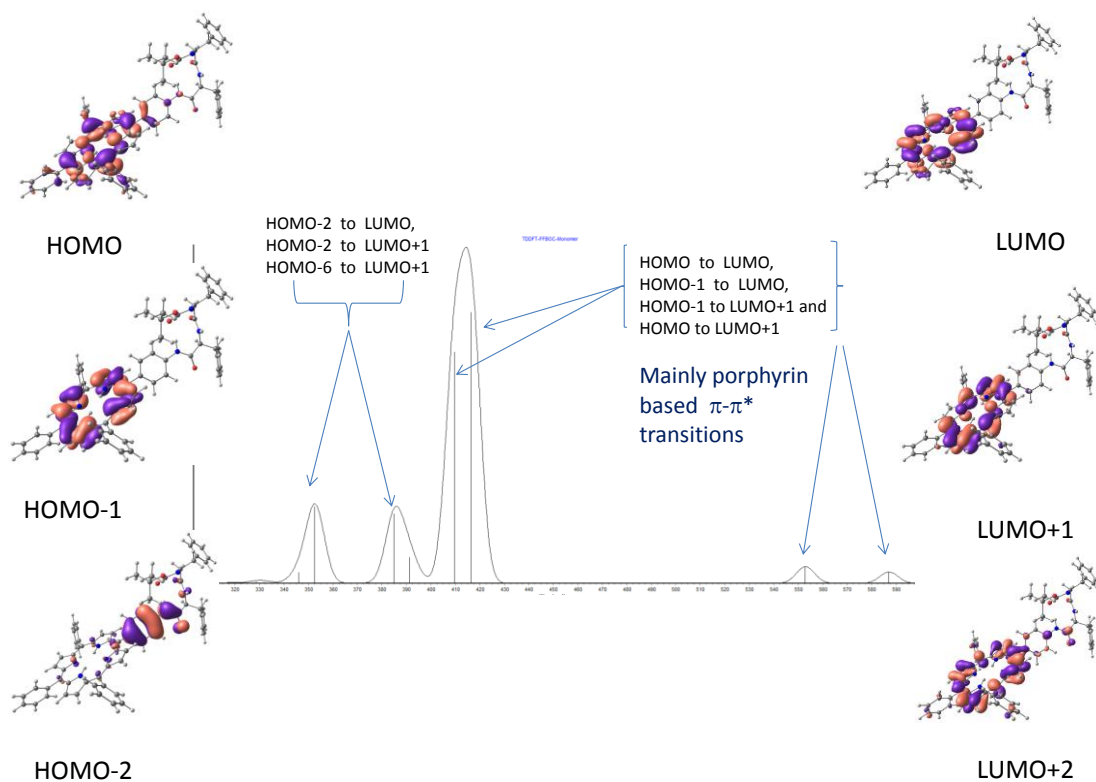 HOMO
LUMO
HOMO-2 to LUMO,
HOMO-2 to LUMO+1
HOMO-6 to LUMO+1
TDDFT-FFBOC-Monomer
HOMO to LUMO,
HOMO-1 to LUMO,
HOMO-1 to LUMO+1 and
HOMO to LUMO+1
Mainly porphyrin
based π-π*
transitions
HOMO-1
LUMO+1
320 330 340 350 360 370 380 390 400 410 420 430 440 450 460 470 480 490 500 510 520 530 540 550 560 570 580 590
HOMO-2
LUMO+2